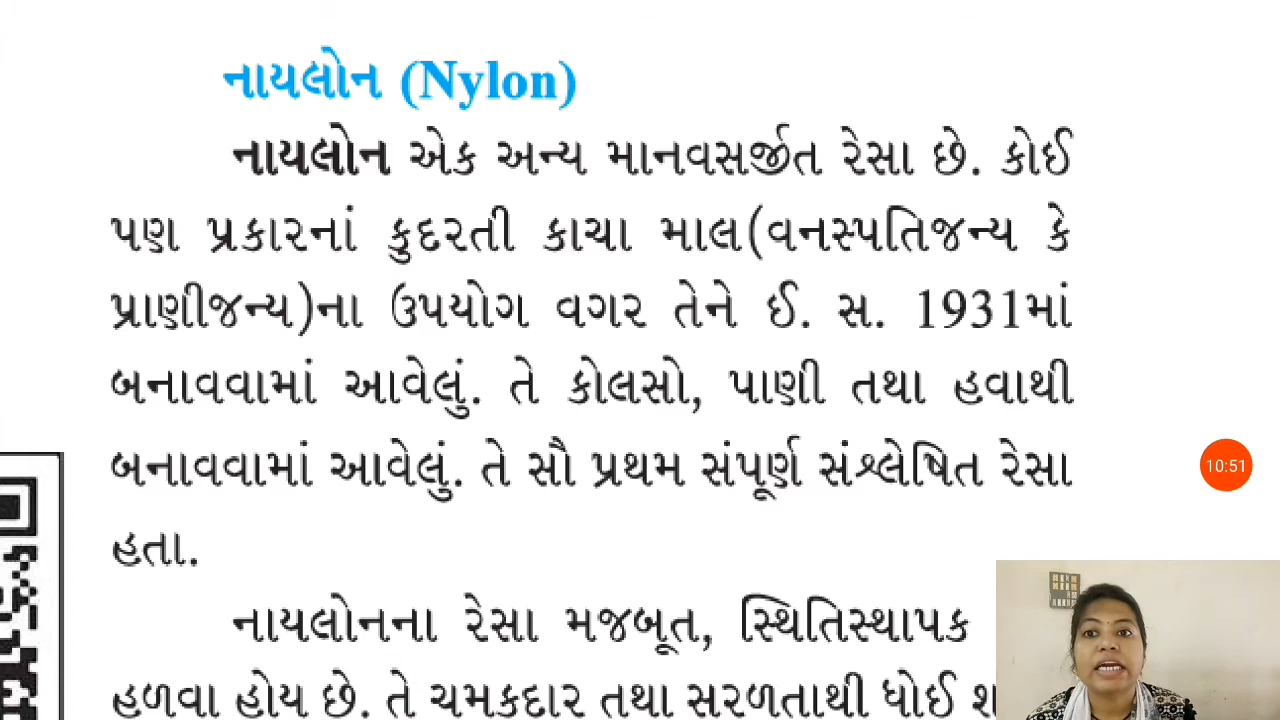 નાયલોન (Nylon)
નાયલોન એક અન્ય માનવસર્જીત રેસા છે. કોઈ
પણ પ્રકારનાં કુદરતી કાચા માલ(વનસ્પતિજન્ય કે
પ્રાણીજન્ય)ના ઉપયોગ વગર તેને ઈ. સ. 1931માં
બનાવવામાં આવેલું. તે કોલસો, પાણી તથા હવાથી
બનાવવામાં આવેલું. તે સૌ પ્રથમ સંપૂર્ણ સંશ્લેષિત રેસા
10:51
હતા.
નાયલોનના રેસા મજબૂત, સ્થિતિસ્થાપક
હળવા હોય છે. તે ચમકદાર તથા સરળતાથી ધોઈ